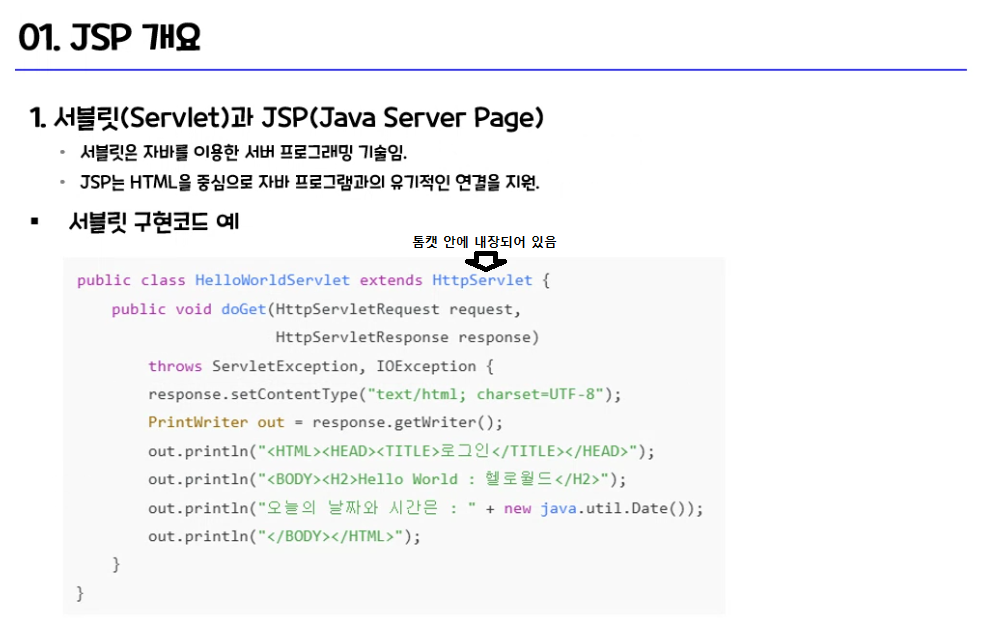 01. JSP 개요
1. 서블릿(Servlet)과 JSP(Java Server Page)
• 서블릿은 자바를 이용한 서버 프로그래밍 기술임.
• JSP는 HTML을 중심으로 자바 프로그램과의 유기적인 연결을 지원.
▪ 서블릿 구현코드 예
톰캣 안에 내장되어 있음
public class HelloWorldServlet extends HttpServlet {
    public void doGet(HttpServletRequest request,
                      HttpServletResponse response)
        throws ServletException, IOException {
        response.setContentType("text/html; charset=UTF-8");
        PrintWriter out = response.getWriter();
        out.println("<HTML><HEAD><TITLE>로그인</TITLE></HEAD>");
        out.println("<BODY><H2>Hello World : 헬로월드</H2>");
        out.println("오늘의 날짜와 시간은 : " + new java.util.Date());
        out.println("</BODY></HTML>");
    }
}